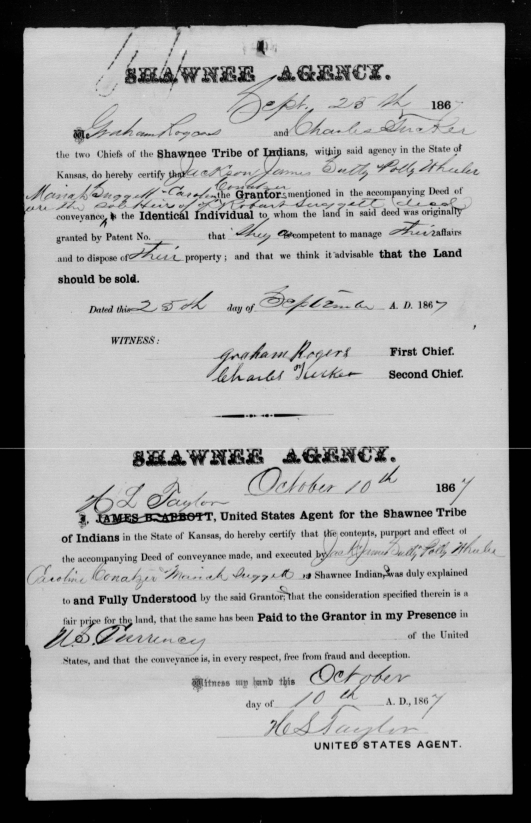 SHAWNEE AGENCY.
Sept. 25th 1867
We Graham Rogers and Charles Tucker
the two Chiefs of the Shawnee Tribe of Indians, within said agency in the State of
Kansas, do hereby certify that Jackson James Sally Polly Wheeler
Mariah Suggett Caroline Conatzer the Grantor mentioned in the accompanying Deed of
are the Heirs of Robert Suggett decd
conveyance, is the Identical Individual to whom the land in said deed was originally
granted by Patent No. that they are competent to manage their affairs
and to dispose of their property; and that we think it advisable that the Land
should be sold.
Dated this 25th day of September A. D. 1867
WITNESS:
Graham Rogers First Chief.
Charles Tucker Second Chief.
SHAWNEE AGENCY.
October 10th 1867
H L Taylor
I, JAMES B. ABBOTT, United States Agent for the Shawnee Tribe
of Indians in the State of Kansas, do hereby certify that the contents, purport and effect of
the accompanying Deed of conveyance made, and executed by James Sally Polly Wheeler
Caroline Conatzer Mariah Suggett Shawnee Indian, was duly explained
to and Fully Understood by the said Grantor, that the consideration specified therein is a
fair price for the land, that the same has been Paid to the Grantor in my Presence in
U.S. Currency of the United
States, and that the conveyance is, in every respect, free from fraud and deception.
Witness my hand this October
day of 10th A. D., 1867
H S Taylor
UNITED STATES AGENT.